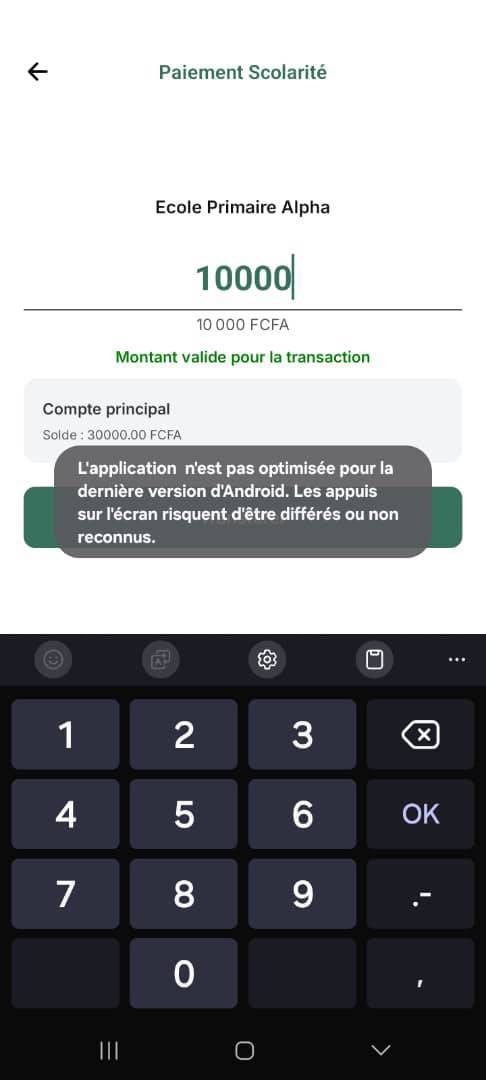 Paiement Scolarité
Ecole Primaire Alpha
10000
10 000 FCFA
Montant valide pour la transaction
Compte principal
Solde : 30000.00 FCFA
L'application  n'est pas optimisée pour la
dernière version d'Android. Les appuis
sur l'écran risquent d'être différés ou non
reconnus.
1 2 3
4 5 6 OK
7 8 9 .-
0 ,